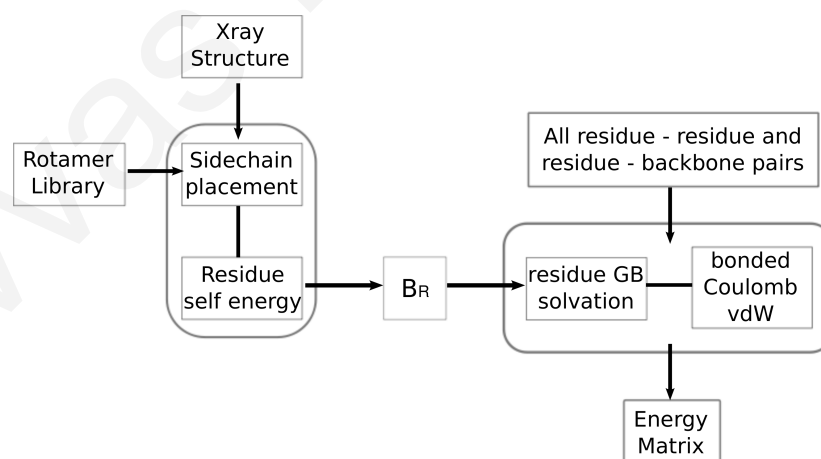 Xray
Structure
Rotamer
Library
Sidechain
placement
Residue
self energy
BR
All residue - residue and
residue - backbone pairs
residue GB
solvation
bonded
Coulomb
vdW
Energy
Matrix